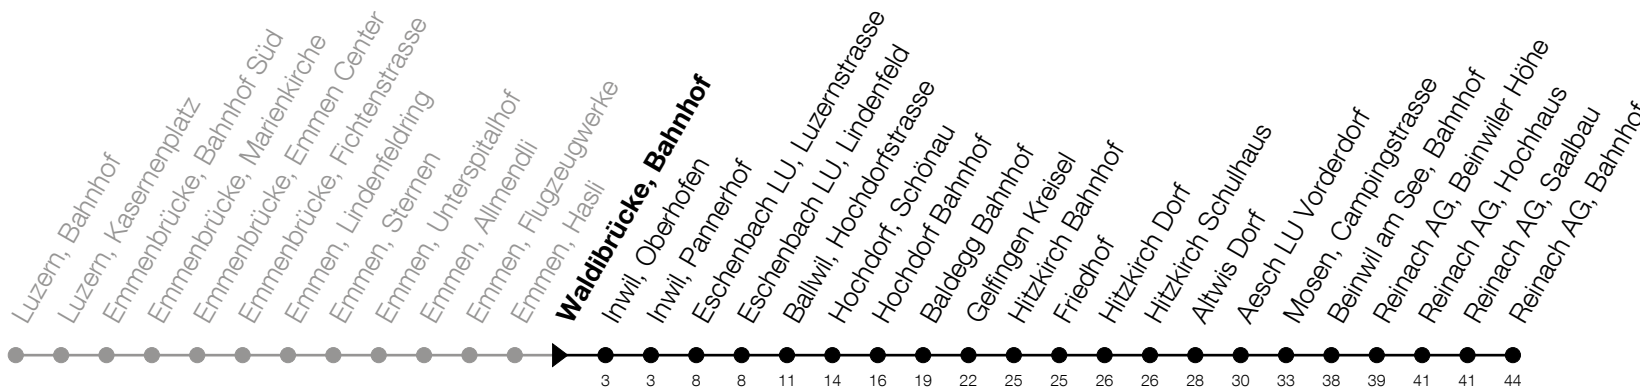 Luzern, Bahnhof
Luzern, Kasernenplatz
Emmenbrücke, Bahnhof Süd
Emmenbrücke, Marienkirche
Emmenbrücke, Emmen Center
Emmenbrücke, Fichtenstrasse
Emmen, Lindenfeldring
Emmen, Sternen
Emmen, Unterspitalhof
Emmen, Allmendli
Emmen, Flugzeugwerke
Emmen, Hasli
Waldibrücke, Bahnhof
Inwil, Oberhofen
Inwil, Pannerhof
Eschenbach LU, Luzernstrasse
Eschenbach LU, Lindenfeld
Ballwil, Hochdorfstrasse
Hochdorf, Schönau
Hochdorf Bahnhof
Baldegg Bahnhof
Gelfingen Kreisel
Hitzkirch Bahnhof
Friedhof
Hitzkirch Dorf
Hitzkirch Schulhaus
Altwis Dorf
Aesch LU Vorderdorf
Mosen, Campingstrasse
Beinwil am See, Bahnhof
Reinach AG, Beinwiler Höhe
Reinach AG, Hochhaus
Reinach AG, Saalbau
Reinach AG, Bahnhof
3 3 8 8 11 14 16 19 22 25 25 26 26 28 30 33 38 39 41 41 44